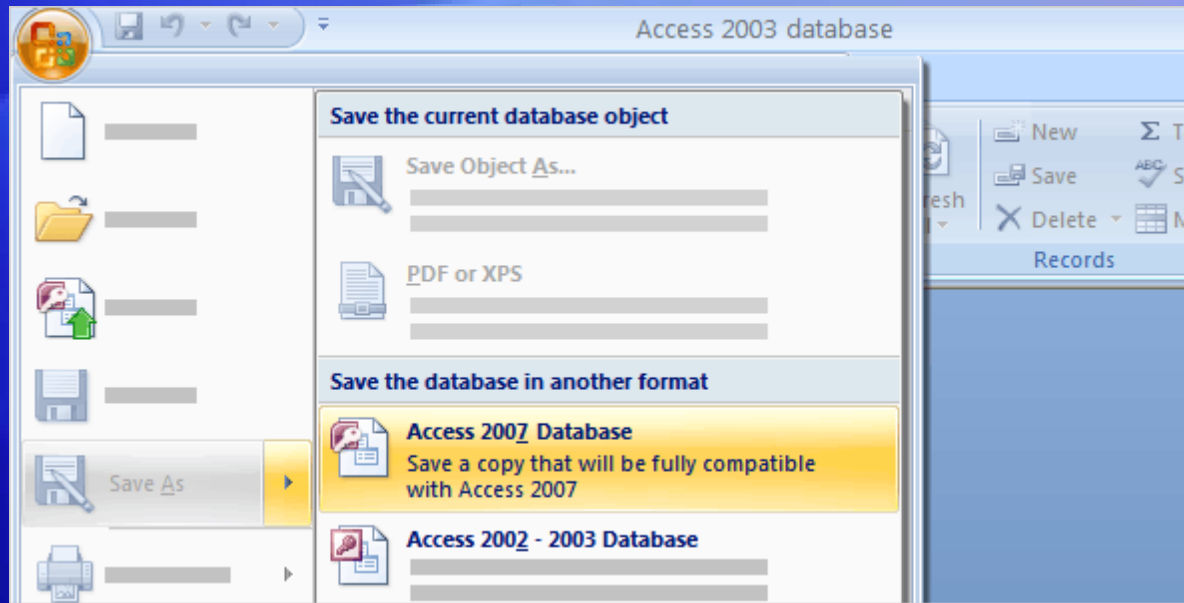 Access 2003 database
Save the current database object
Save Object As...
PDF or XPS
Save the database in another format
Access 2007 Database
Save a copy that will be fully compatible
with Access 2007
Access 2002 - 2003 Database
Save As
New
Save
Delete
Records
ABC
resh
Σ T
S